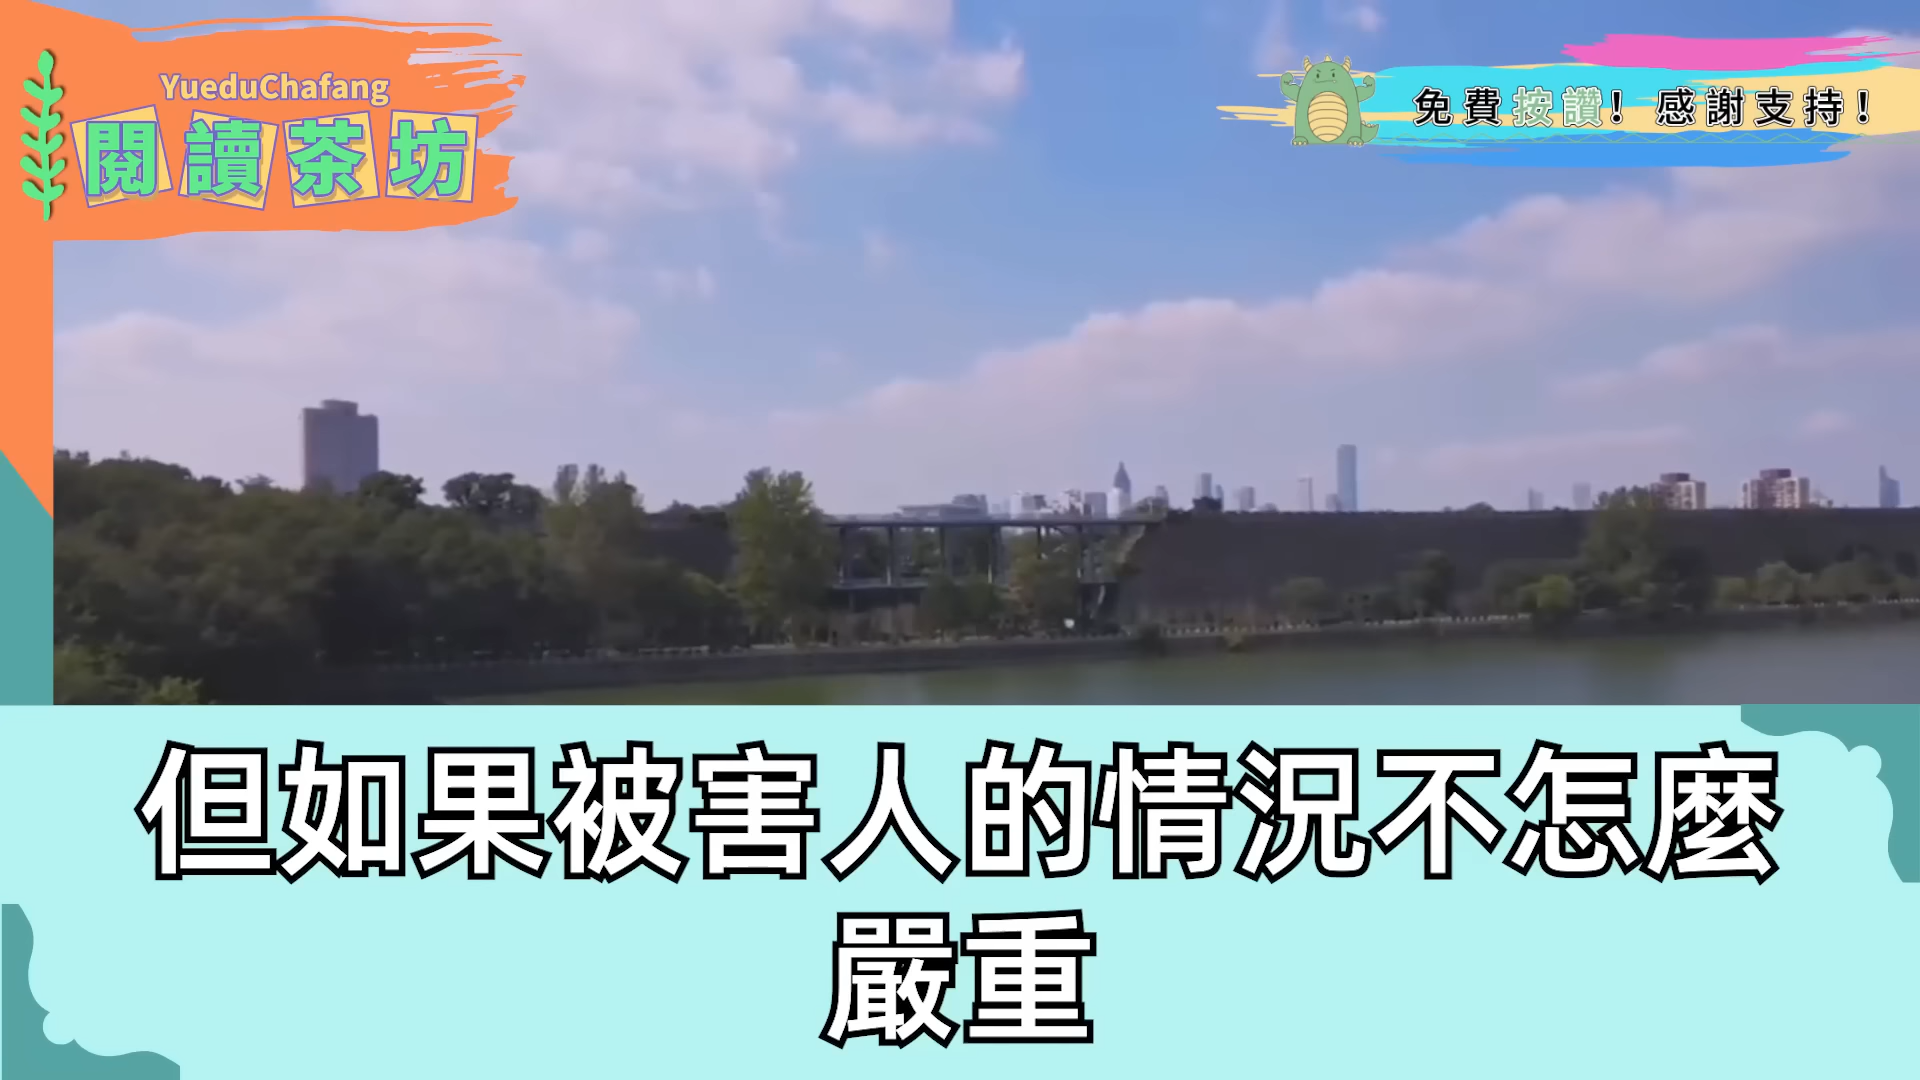 YueduChafang
閱讀茶坊
免費按讚！感謝支持！
但如果被害人的情況不怎麼
嚴重